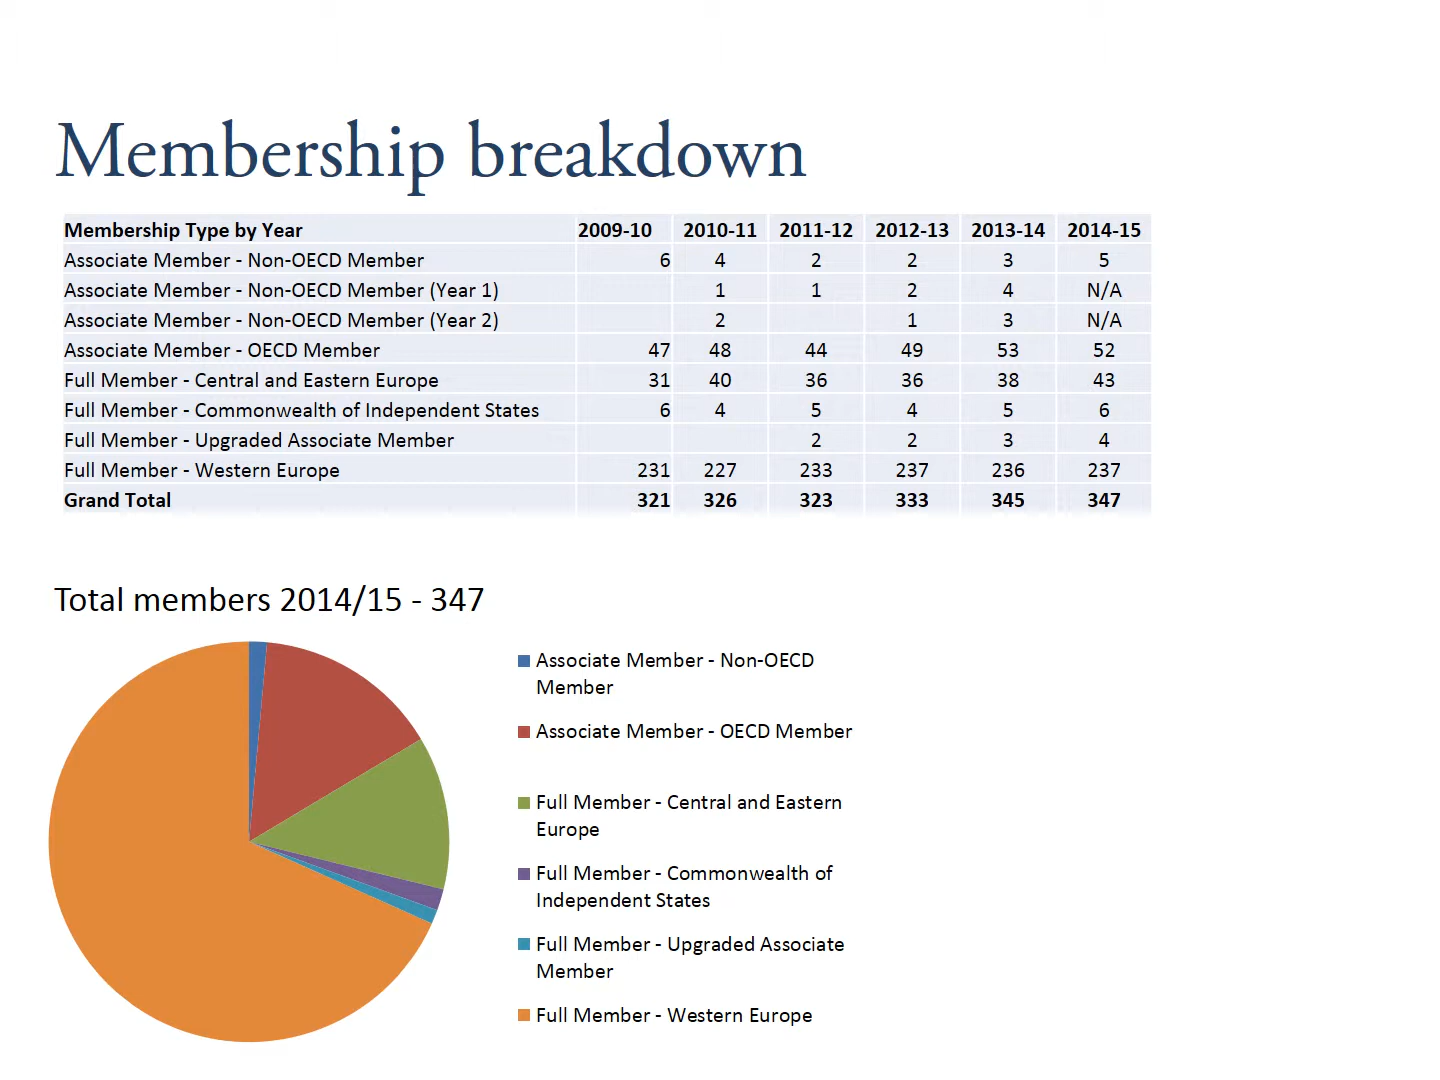 Membership breakdown
Membership Type by Year 2009-10 2010-11 2011-12 2012-13 2013-14 2014-15
Associate Member - Non-OECD Member 6 4 2 2 3 5
Associate Member - Non-OECD Member (Year 1) 1 1 2 4 N/A
Associate Member - Non-OECD Member (Year 2) 2 1 3 N/A
Associate Member - OECD Member 47 48 44 49 53 52
Full Member - Central and Eastern Europe 31 40 36 36 38 43
Full Member - Commonwealth of Independent States 6 4 5 4 5 6
Full Member - Upgraded Associate Member 2 2 3 4
Full Member - Western Europe 231 227 233 237 236 237
Grand Total 321 326 323 333 345 347
Total members 2014/15 - 347
Associate Member - Non-OECD
Member
Associate Member - OECD Member
Full Member - Central and Eastern
Europe
Full Member - Commonwealth of
Independent States
Full Member - Upgraded Associate
Member
Full Member - Western Europe